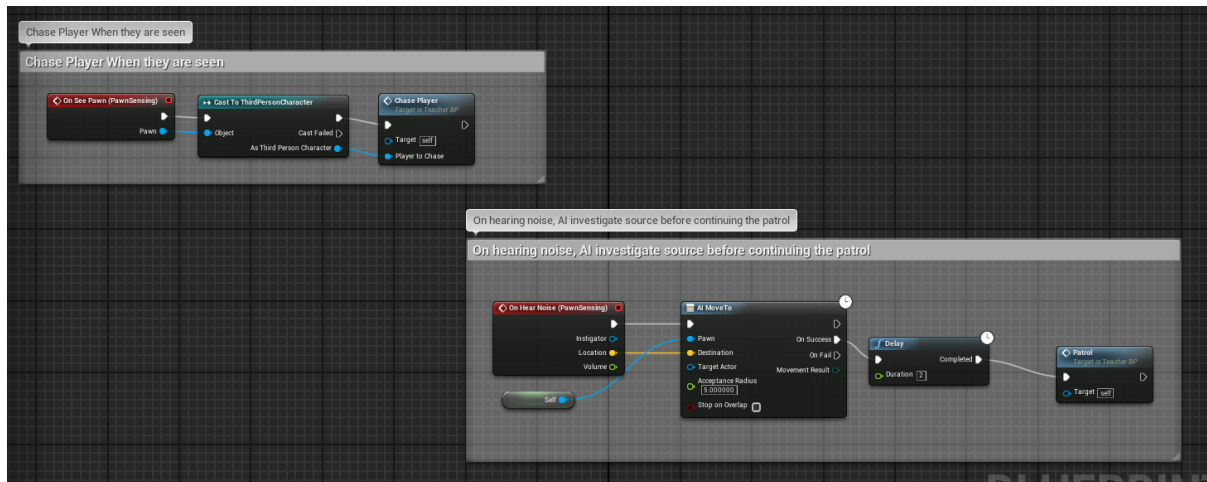 Chase Player When they are seen
Chase Player When they are seen
On See Pawn (PawnSensing)
Pawn
Cast To ThirdPersonCharacter
Object
Cast Failed
As Third Person Character
Chase Player
Target is Teacher BP
Target self
Player to Chase
On hearing noise, AI investigate source before continuing the patrol
On hearing noise, AI investigate source before continuing the patrol
On Hear Noise (PawnSensing)
Instigator
Location
Volume
Self
AI MoveTo
Pawn
On Success
Destination
On Fail
Target Actor
Movement Result
Acceptance Radius
5.000000
Stop on Overlap
Delay
Completed
Duration 2
Patrol
Target is Teacher BP
Target self